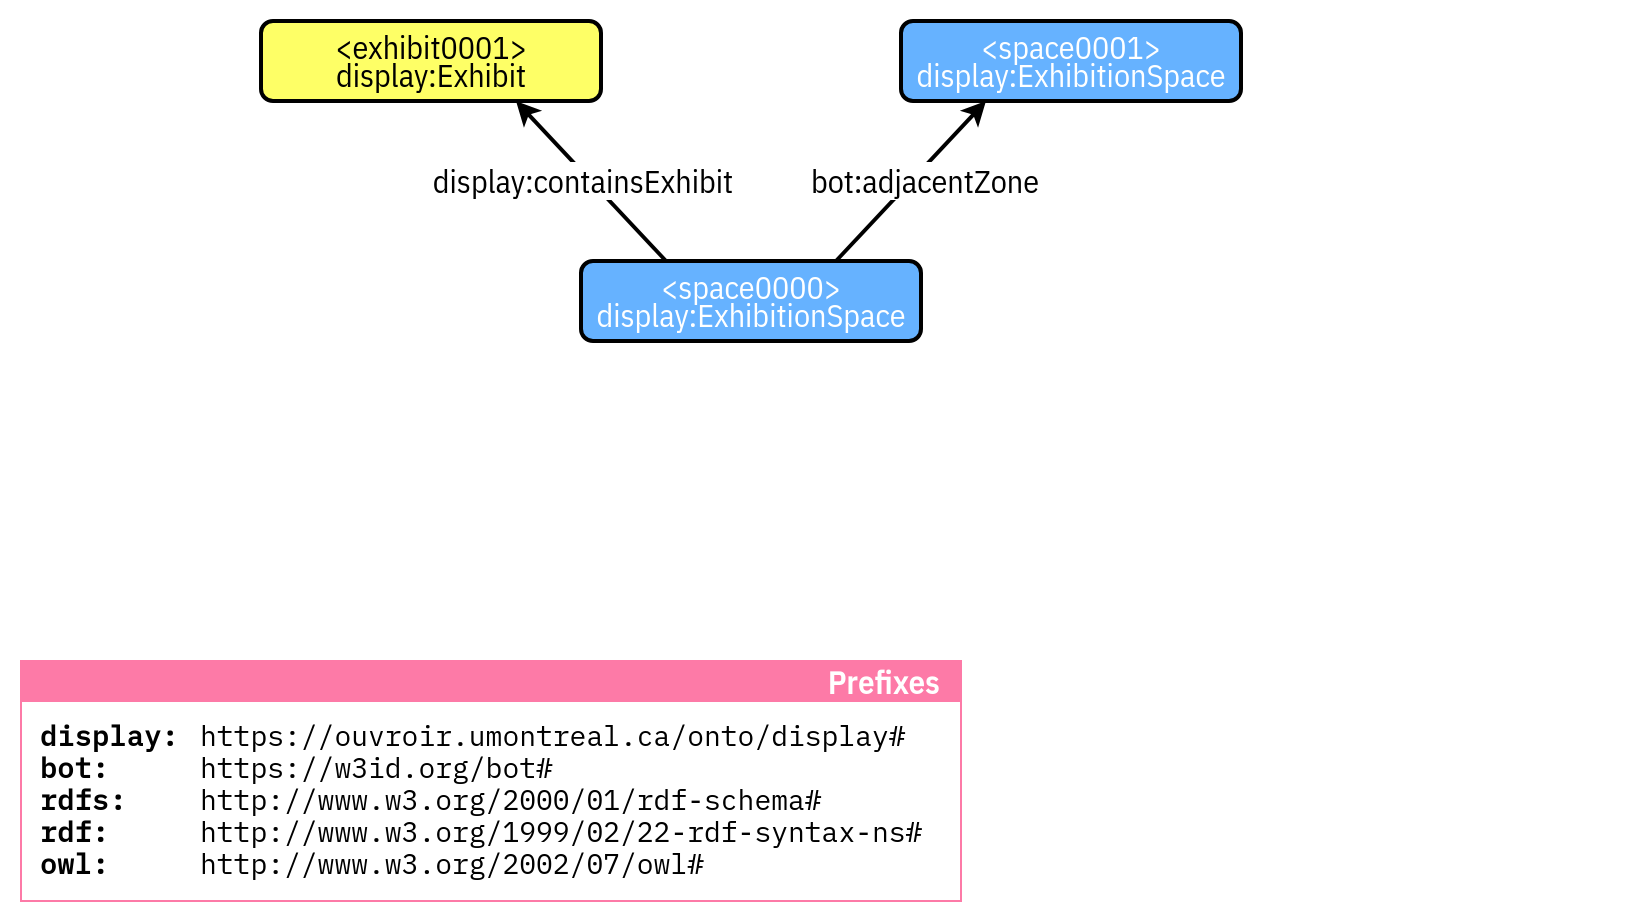 <exhibit0001>
display:Exhibit
<space0001>
display:ExhibitionSpace
display:containsExhibit
bot:adjacentZone
<space0000>
display:ExhibitionSpace
Prefixes
display: https://ouvroir.umontreal.ca/onto/display#
bot: https://w3id.org/bot#
rdfs: http://www.w3.org/2000/01/rdf-schema#
rdf: http://www.w3.org/1999/02/22-rdf-syntax-ns#
owl: http://www.w3.org/2002/07/owl#